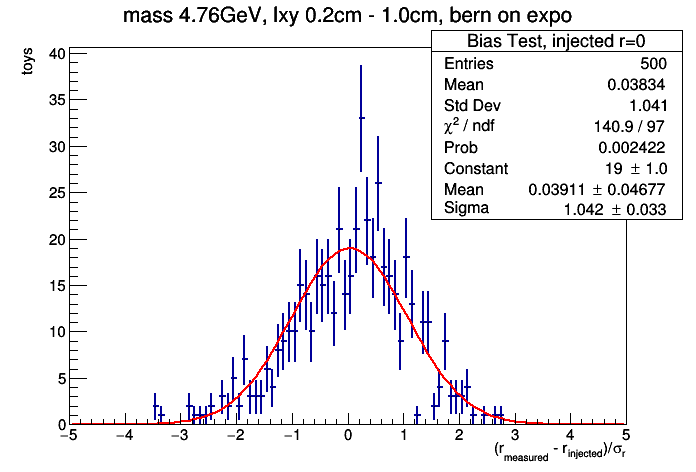 mass 4.76GeV, lxy 0.2cm - 1.0cm, bern on expo
Bias Test, injected r=0
Entries 500
Mean 0.03834
Std Dev 1.041
χ² / ndf 140.9 / 97
Prob 0.002422
Constant 19 ± 1.0
Mean 0.03911 ± 0.04677
Sigma 1.042 ± 0.033
toys
40
35
30
25
20
15
10
5
0
−5 −4 −3 −2 −1 0 1 2 3 4 5
(r_measured - r_injected)/σ_r